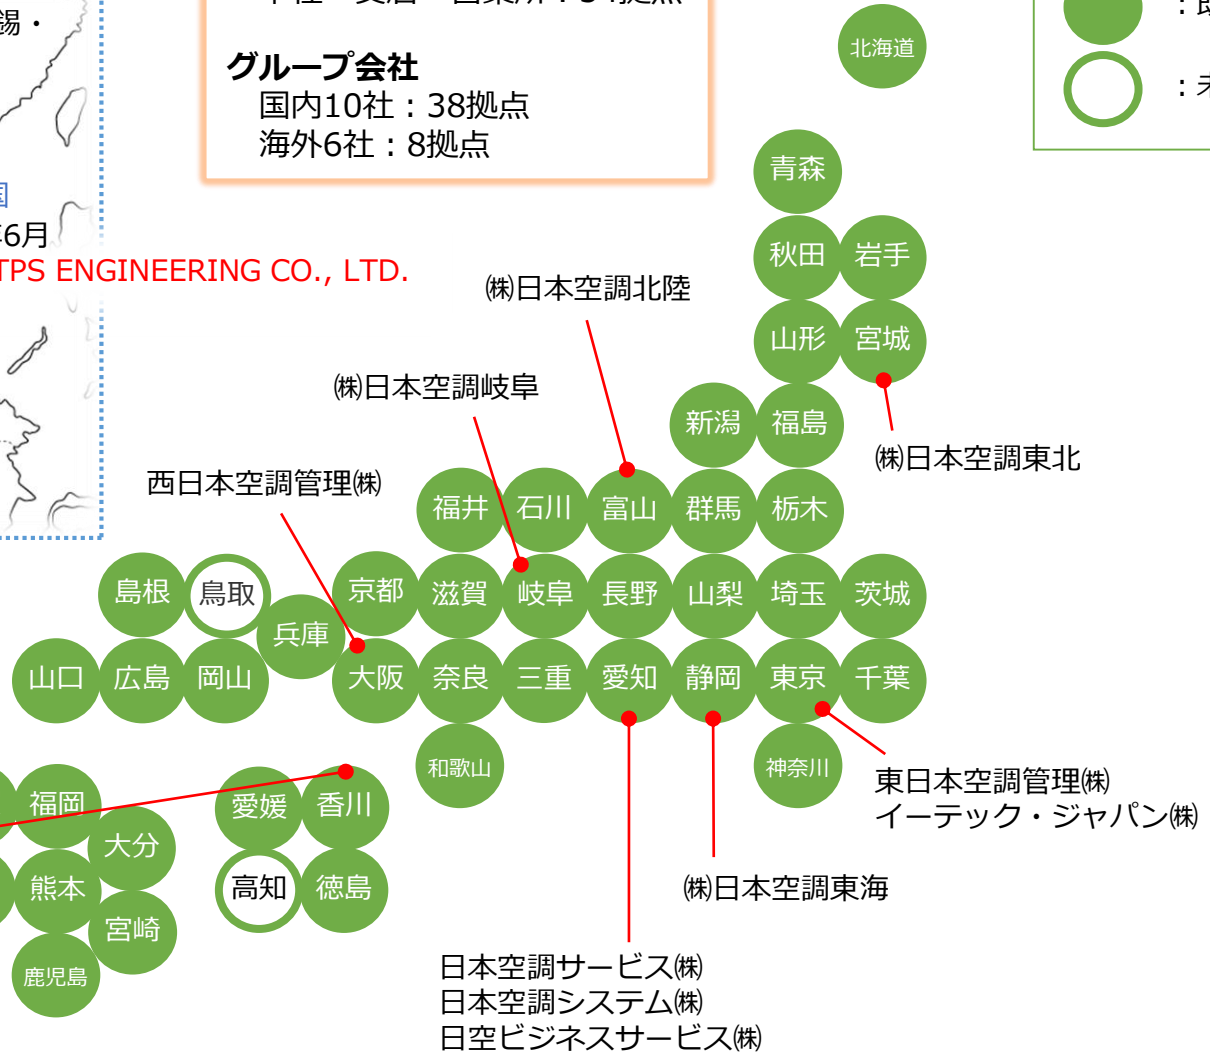 錫・
グループ会社
国内10社：38拠点
海外6社：8拠点
国
年6月
TPS ENGINEERING CO., LTD.
：既
：未
北海道
青森
秋田
岩手
山形
宮城
新潟
福島
福井
石川
富山
群馬
栃木
島根
鳥取
兵庫
京都
滋賀
岐阜
長野
山梨
埼玉
茨城
山口
広島
岡山
大阪
奈良
三重
愛知
静岡
東京
千葉
和歌山
神奈川
福岡
大分
熊本
宮崎
鹿児島
愛媛
香川
高知
徳島
㈱日本空調北陸
㈱日本空調岐阜
西日本空調管理㈱
㈱日本空調東北
東日本空調管理㈱
イーテック・ジャパン㈱
㈱日本空調東海
日本空調サービス㈱
日本空調システム㈱
日空ビジネスサービス㈱